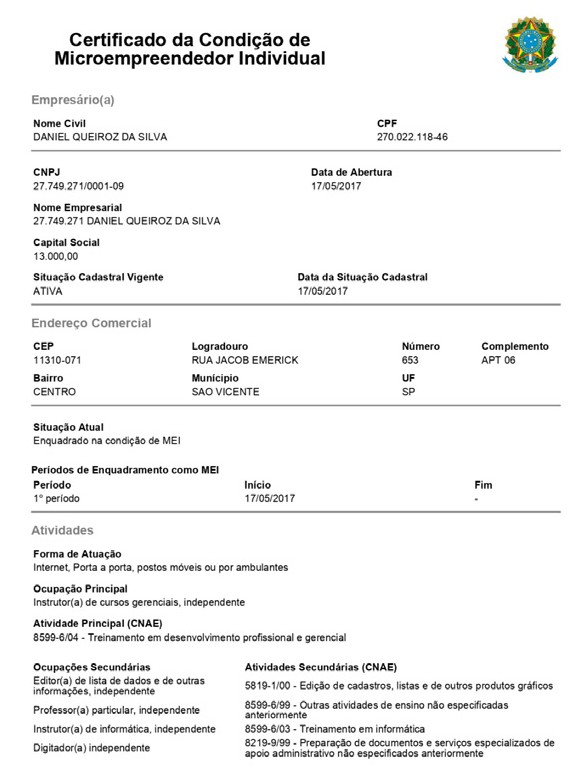 Certificado da Condição de
Microempreendedor Individual
Empresário(a)
Nome Civil CPF
DANIEL QUEIROZ DA SILVA 270.022.118-46
CNPJ Data de Abertura
27.749.271/0001-09 17/05/2017
Nome Empresarial
27.749.271 DANIEL QUEIROZ DA SILVA
Capital Social
13.000,00
Situação Cadastral Vigente Data da Situação Cadastral
ATIVA 17/05/2017
Endereço Comercial
CEP Logradouro Número Complemento
11310-071 RUA JACOB EMERICK 653 APT 06
Bairro Municipio UF
CENTRO SAO VICENTE SP
Situação Atual
Enquadrado na condição de MEI
Períodos de Enquadramento como MEI
Período Início Fim
1º período 17/05/2017 -
Atividades
Forma de Atuação
Internet, Porta a porta, postos móveis ou por ambulantes
Ocupação Principal
Instrutor(a) de cursos gerenciais, independente
Atividade Principal (CNAE)
8599-6/04 - Treinamento em desenvolvimento profissional e gerencial
Ocupações Secundárias Atividades Secundárias (CNAE)
Editor(a) de lista de dados e de outras
informações, independente
5819-1/00 - Edição de cadastros, listas e de outros produtos gráficos
Professor(a) particular, independente
8599-6/99 - Outras atividades de ensino não especificadas
anteriormente
Instrutor(a) de informática, independente 8599-6/03 - Treinamento em informática
Digitador(a) independente
8219-9/99 - Preparação de documentos e serviços especializados de
apoio administrativo não especificados anteriormente